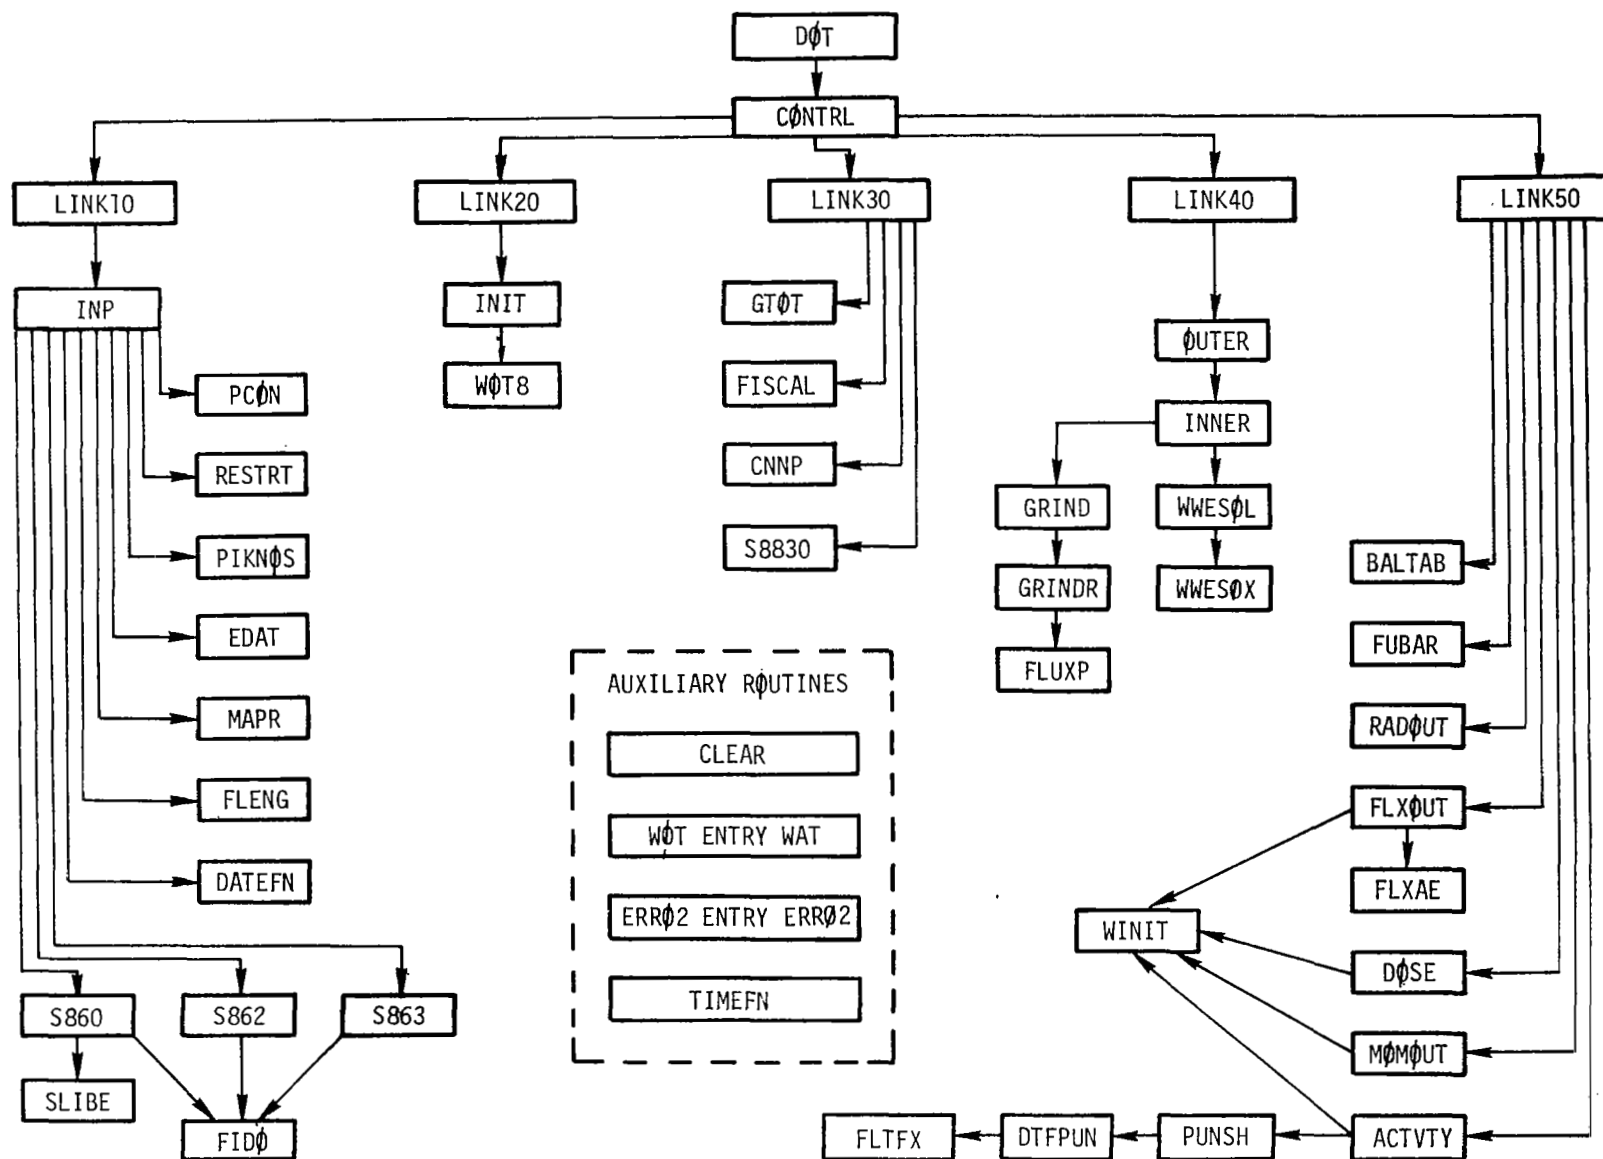 DØT
CØNTRL
LINK10
LINK20
LINK30
LINK40
LINK50
INP
INIT
GTØT
ØUTER
PCØN
WØT8
FISCAL
INNER
RESTRT
CNNP
GRIND
WWESØL
PIKNØS
S8830
GRINDR
WWESØX
BALTAB
EDAT
FLUXP
FUBAR
AUXILIARY RØUTINES
MAPR
CLEAR
RADØUT
FLENG
WØT ENTRY WAT
FLXØUT
DATEFN
ERRØ2 ENTRY ERRØ2
FLXAE
WINIT
DØSE
S860
S862
S863
TIMEFN
MØMØUT
SLIBE
FIDØ
FLTFX
DTFPUN
PUNSH
ACTVTY